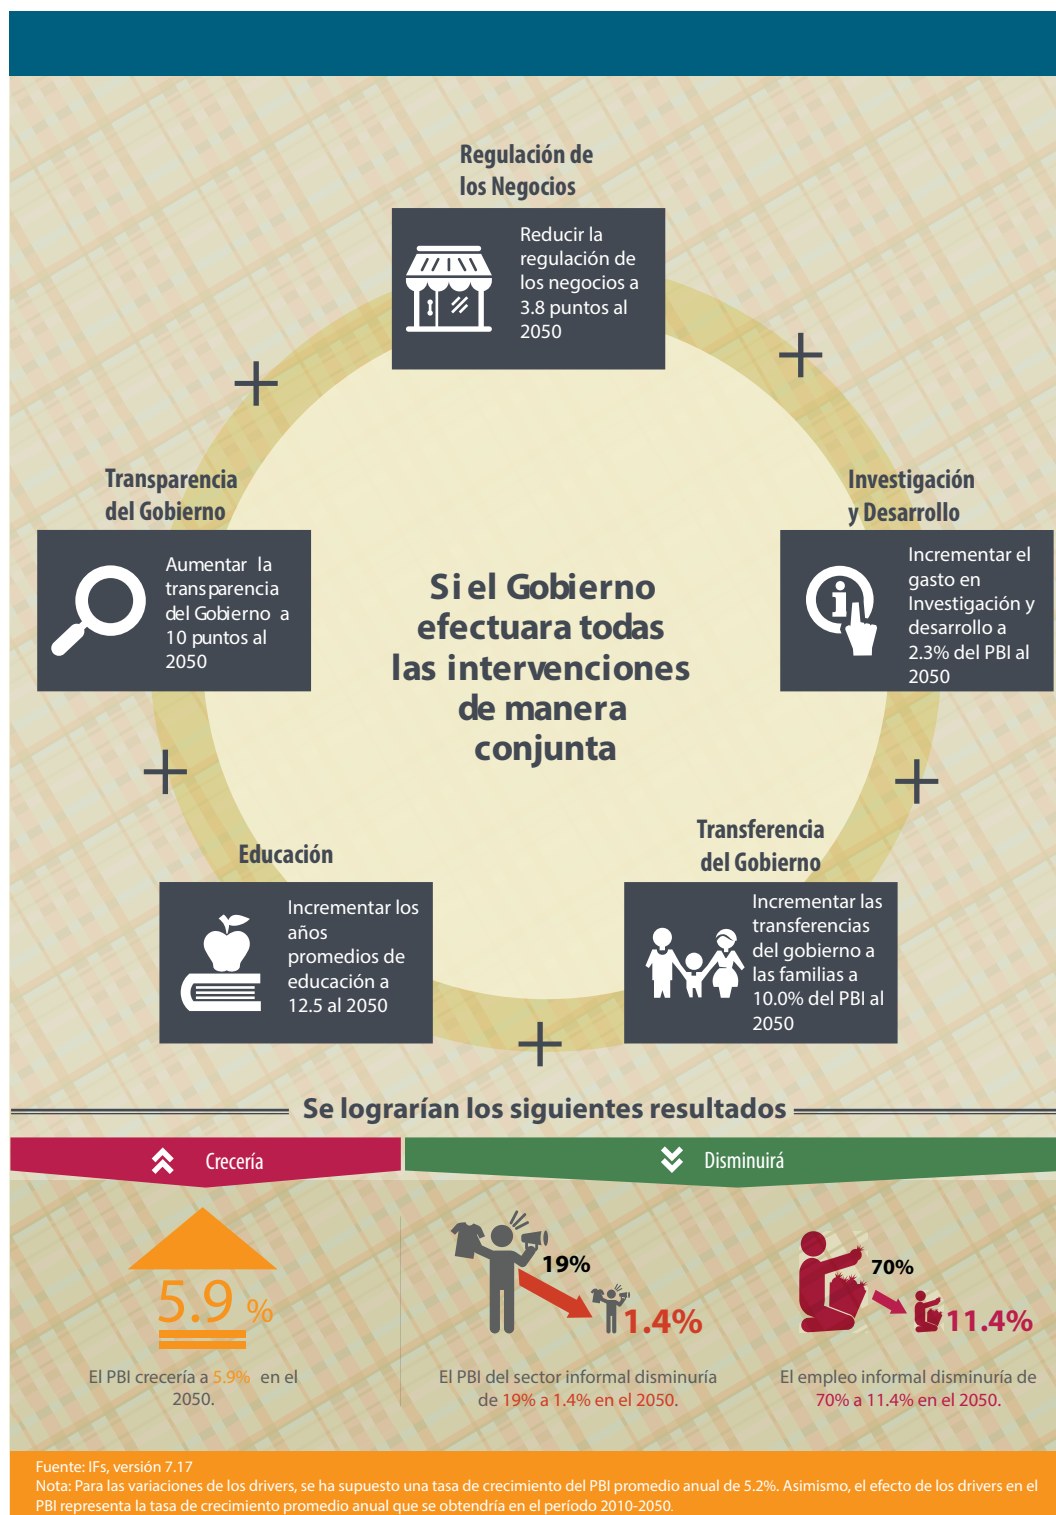 Regulación de
los Negocios
Reducir la
regulación de
los negocios a
3.8 puntos al
2050
Transparencia
del Gobierno
Aumentar la
transparencia
del Gobierno a
10 puntos al
2050
Investigación
y Desarrollo
Incrementar el
gasto en
Investigación y
desarrollo a
2.3% del PBI al
2050
Si el Gobierno
efectuara todas
las intervenciones
de manera
conjunta
Educación
Incrementar los
años
promedios de
educación a
12.5 al 2050
Transferencia
del Gobierno
Incrementar las
transferencias
del gobierno a
las familias a
10.0% del PBI al
2050
Se lograrían los siguientes resultados
Crecería
Disminuirá
5.9 %
El PBI crecería a 5.9% en el
2050.
19%
1.4%
El PBI del sector informal disminuría
de 19% a 1.4% en el 2050.
70%
11.4%
El empleo informal disminuría de
70% a 11.4% en el 2050.
Fuente: IFs, versión 7.17
Nota: Para las variaciones de los drivers, se ha supuesto una tasa de crecimiento del PBI promedio anual de 5.2%. Asimismo, el efecto de los drivers en el
PBI representa la tasa de crecimiento promedio anual que se obtendría en el período 2010-2050.